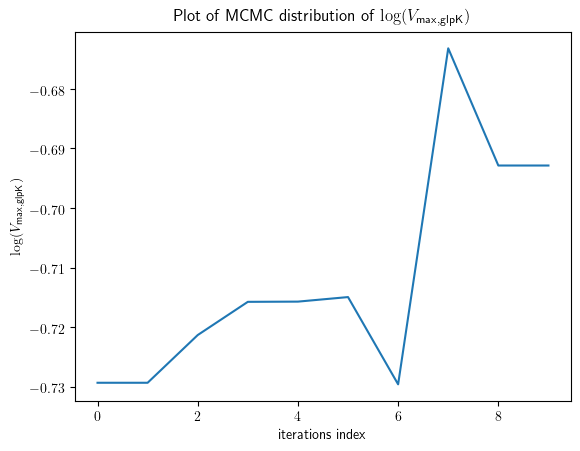 Plot of MCMC distribution of log(V_max,glpK)
log(V_max,glpK)
−0.68
−0.69
−0.70
−0.71
−0.72
−0.73
0 2 4 6 8
iterations index